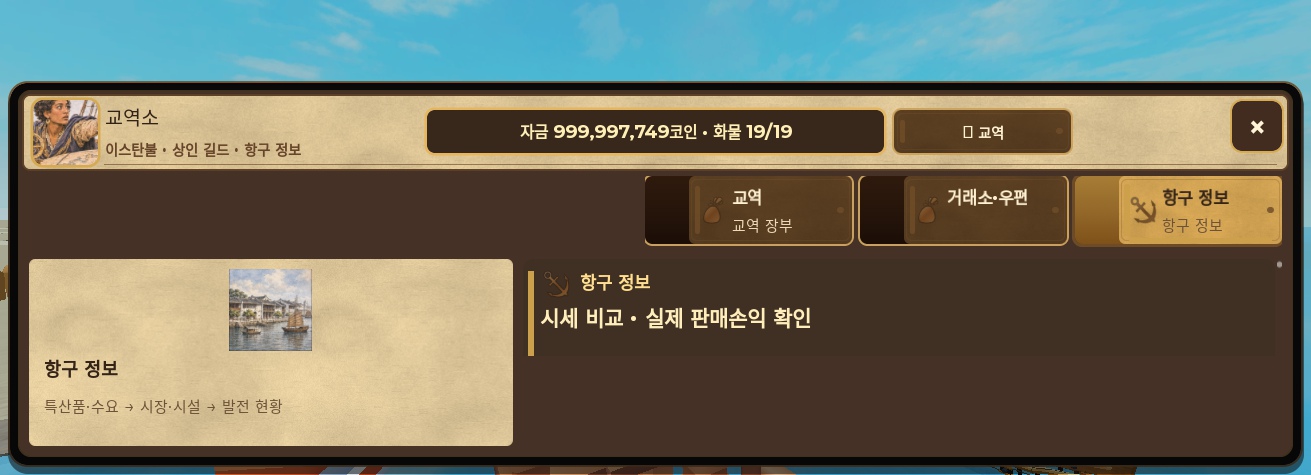 교역소
이스탄불 • 상인 길드 • 항구 정보
자금 999,997,749코인 • 화물 19/19
교역
×
교역
교역 장부
거래소•우편
항구 정보
항구 정보
항구 정보
시세 비교 • 실제 판매손익 확인
항구 정보
특산품·수요 → 시장·시설 → 발전 현황